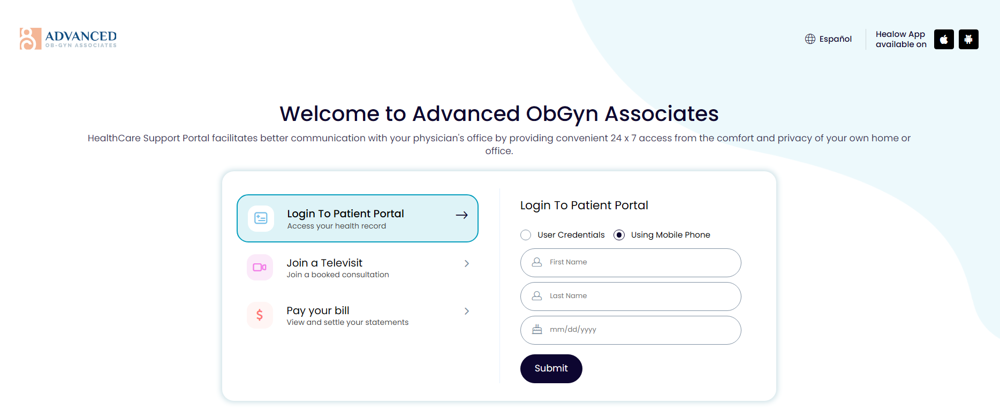 ADVANCED
OB-GYN ASSOCIATES
Español
Healow App
available on
Welcome to Advanced ObGyn Associates
HealthCare Support Portal facilitates better communication with your physician's office by providing convenient 24 x 7 access from the comfort and privacy of your own home or
office.
Login To Patient Portal
Access your health record
Join a Televisit
Join a booked consultation
$
Pay your bill
View and settle your statements
Login To Patient Portal
User Credentials
Using Mobile Phone
First Name
Last Name
mm/dd/yyyy
Submit